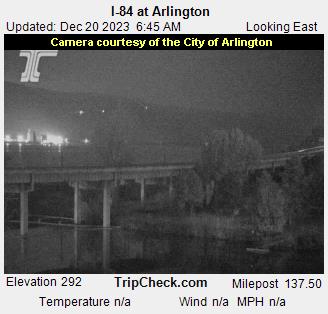 I-84 at Arlington
Updated: Dec 20 2023 6:45 AM Looking East
Camera courtesy of the City of Arlington
Elevation 292 TripCheck.com Milepost 137.50
Temperature n/a Wind n/a MPH n/a